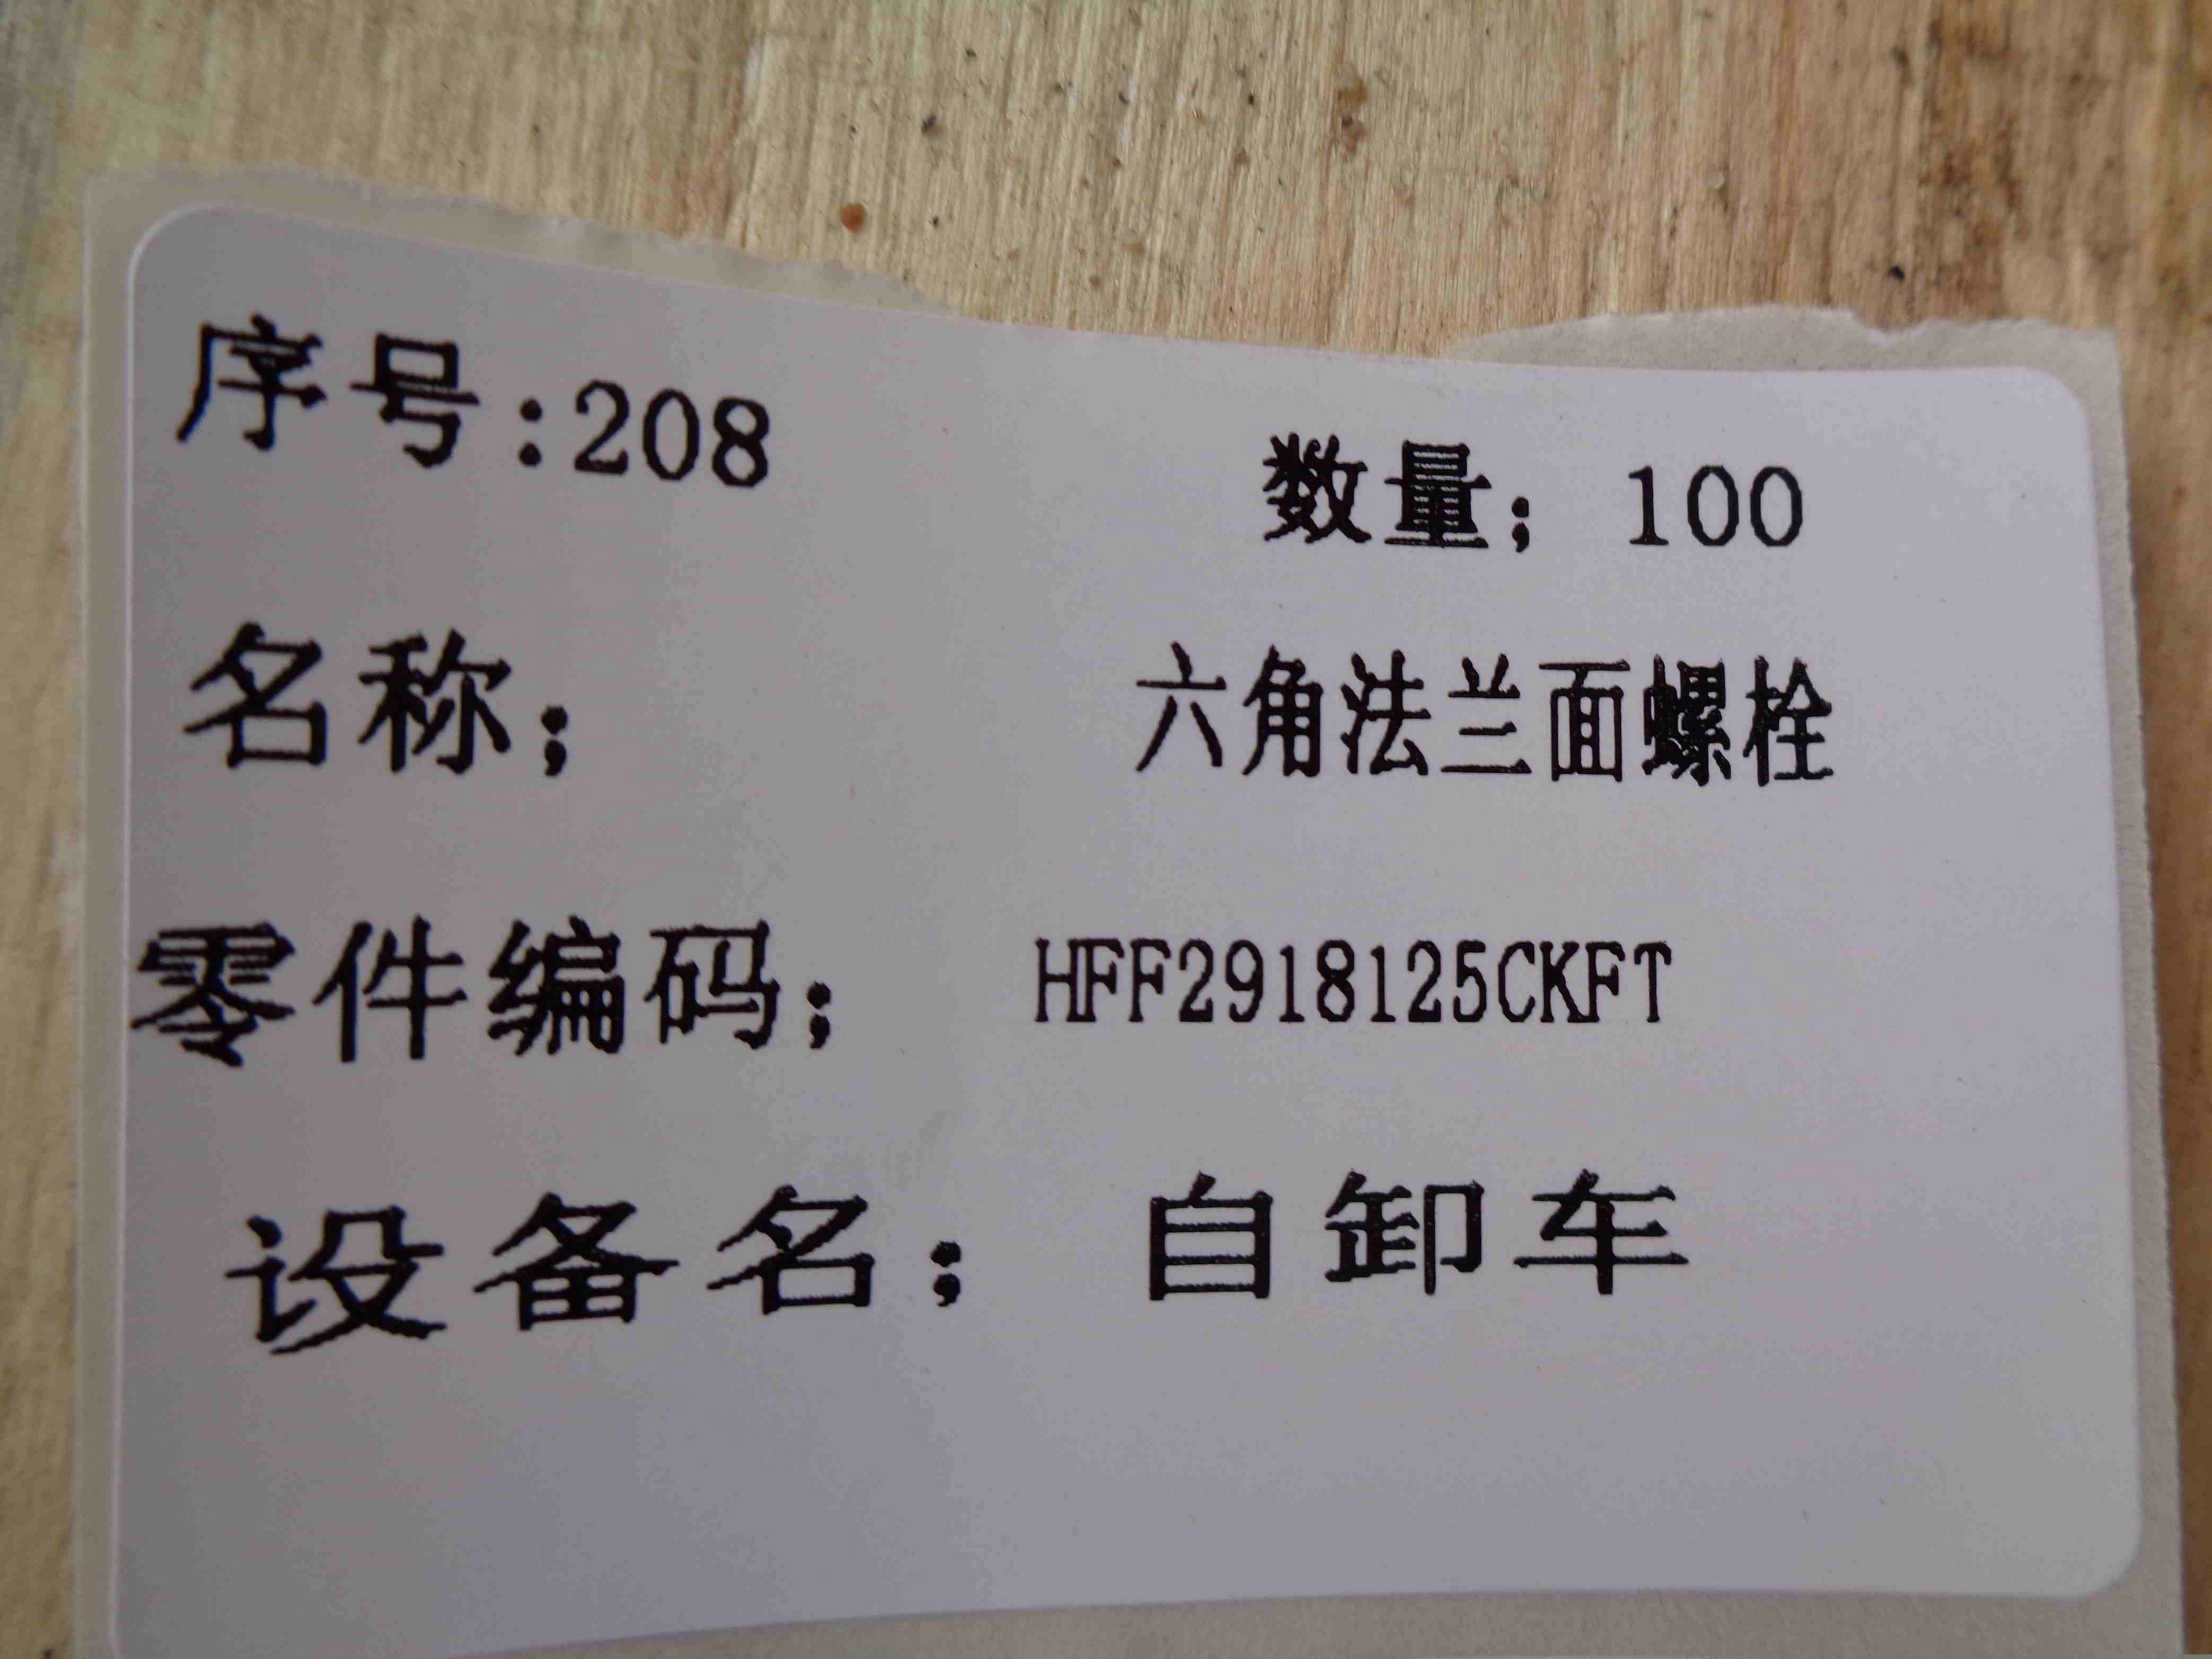 序号:208
数量；100
名称；六角法兰面螺栓
零件编码；HFF2918125CKFT
设备名；自卸车